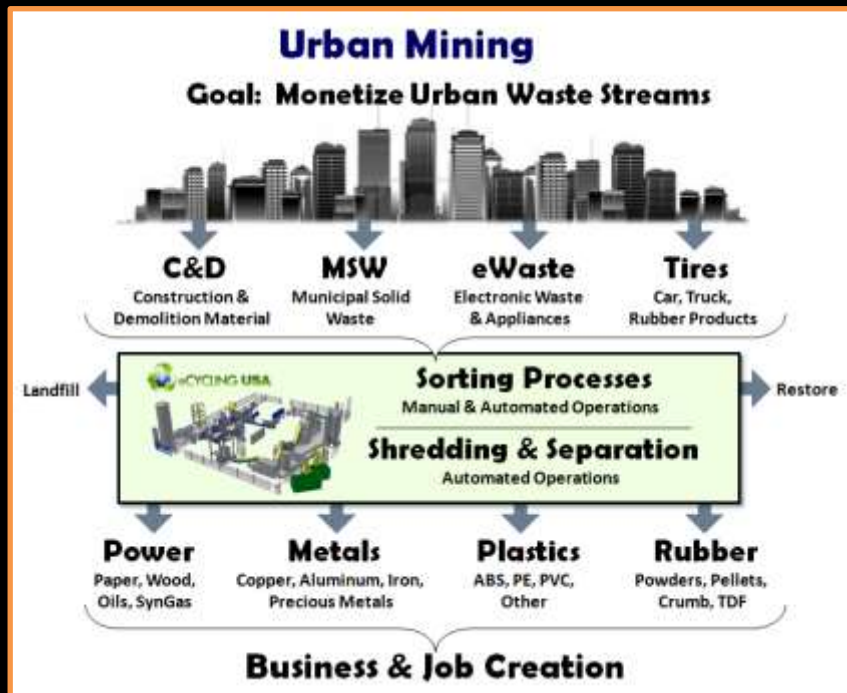 Urban Mining
Goal: Monetize Urban Waste Streams
C&D
Construction &
Demolition Material
MSW
Municipal Solid
Waste
eWaste
Electronic Waste
& Appliances
Tires
Car, Truck,
Rubber Products
Landfill
eCYCLING USA
Sorting Processes
Manual & Automated Operations
Shredding & Separation
Automated Operations
Restore
Power
Paper, Wood,
Oils, SynGas
Metals
Copper, Aluminum, Iron,
Precious Metals
Plastics
ABS, PE, PVC,
Other
Rubber
Powders, Pellets,
Crumb, TDF
Business & Job Creation